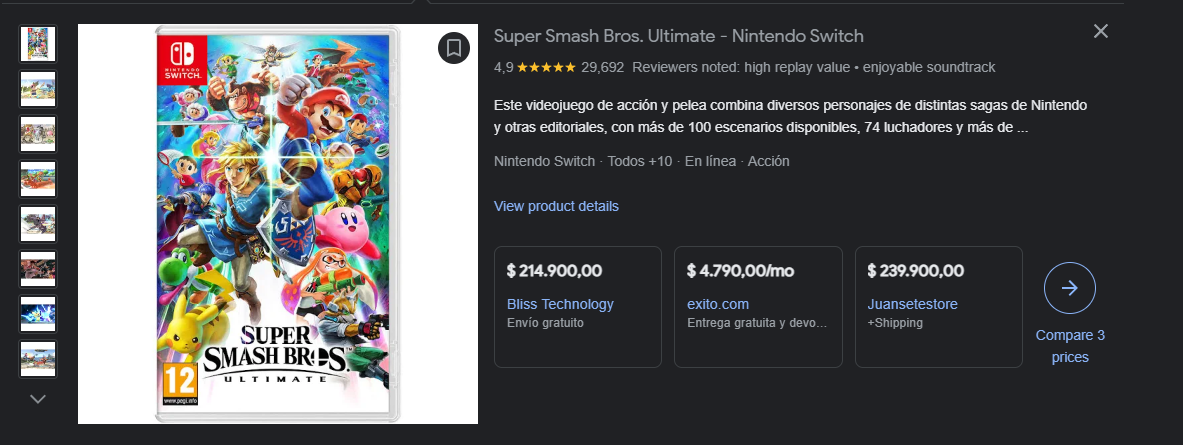 Super Smash Bros. Ultimate - Nintendo Switch
4,9 ★★★★★ 29,692 Reviewers noted: high replay value • enjoyable soundtrack
Este videojuego de acción y pelea combina diversos personajes de distintas sagas de Nintendo
y otras editoriales, con más de 100 escenarios disponibles, 74 luchadores y más de ...
Nintendo Switch · Todos +10 · En línea · Acción
View product details
$ 214.900,00
Bliss Technology
Envío gratuito
$ 4.790,00/mo
exito.com
Entrega gratuita y devo...
$ 239.900,00
Juansetestore
+Shipping
Compare 3
prices
NINTENDO
SWITCH.
SUPER
SMASH BROS.
ULTIMATE
12
www.pegi.info